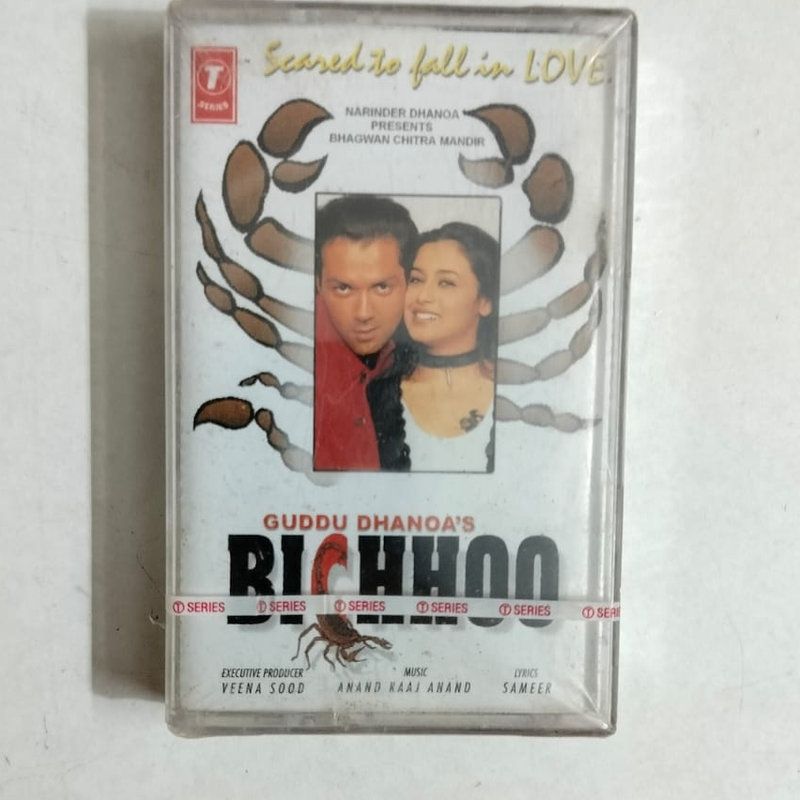 T
SERIES
Scared to fall in LOVE.
NARINDER DHANOA
PRESENTS
BHAGWAN CHITRA MANDIR
GUDDU DHANOA'S
BICHHOO
T SERIES T SERIES T SERIES T SERIES T SERIES T SERI
EXECUTIVE PRODUCER
VEENA SOOD
MUSIC
ANAND RAAJ ANAND
LYRICS
SAMEER